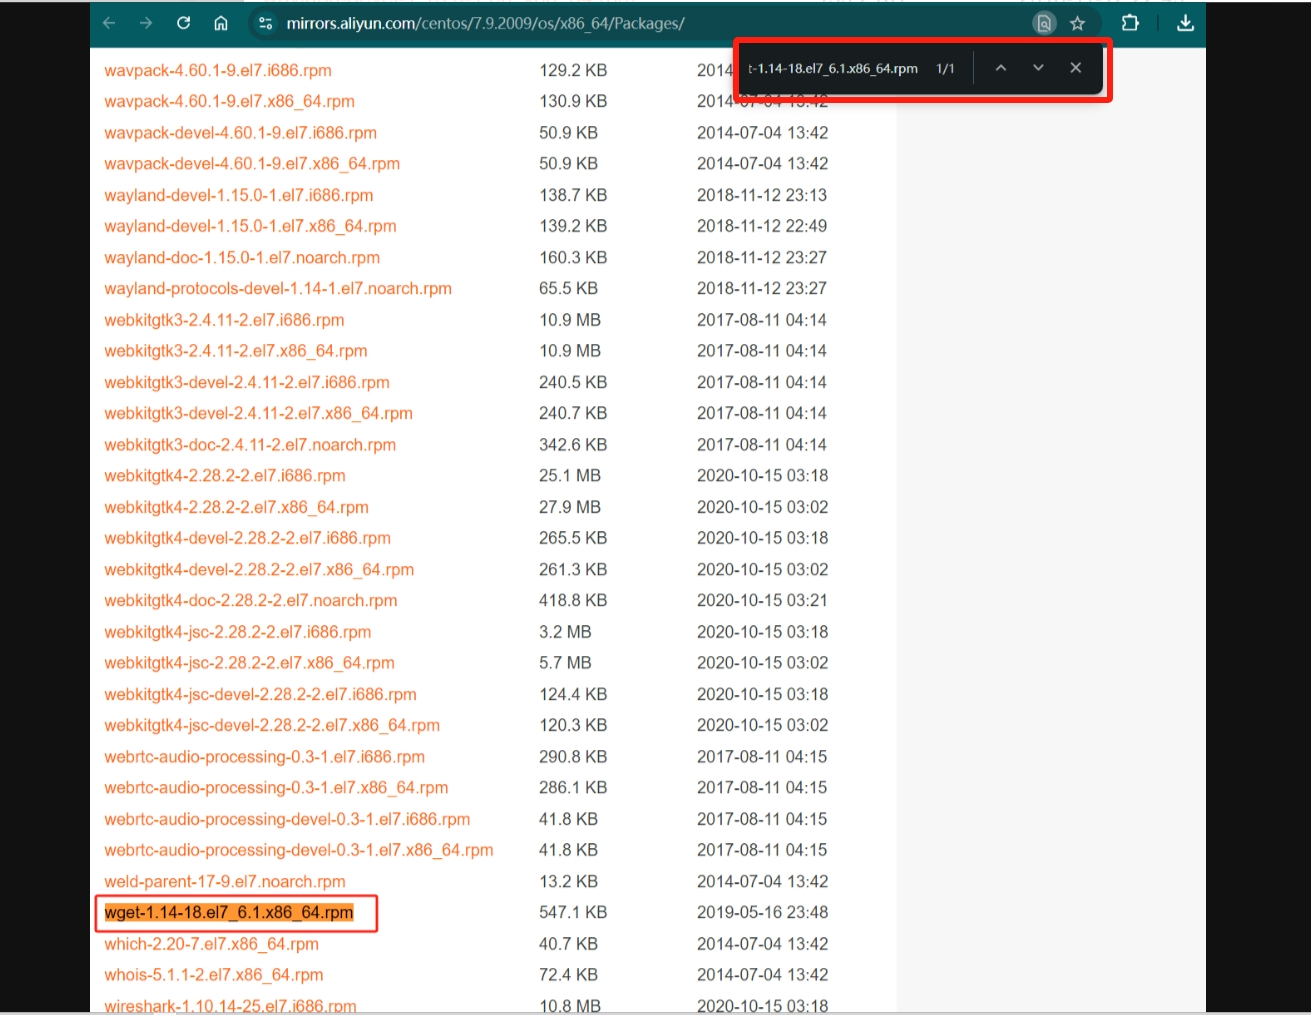 mirrors.aliyun.com/centos/7.9.2009/os/x86_64/Packages/
t-1.14-18.el7_6.1.x86_64.rpm 1/1
wavpack-4.60.1-9.el7.i686.rpm 129.2 KB 2014
wavpack-4.60.1-9.el7.x86_64.rpm 130.9 KB 2014-07-04 13:42
wavpack-devel-4.60.1-9.el7.i686.rpm 50.9 KB 2014-07-04 13:42
wavpack-devel-4.60.1-9.el7.x86_64.rpm 50.9 KB 2014-07-04 13:42
wayland-devel-1.15.0-1.el7.i686.rpm 138.7 KB 2018-11-12 23:13
wayland-devel-1.15.0-1.el7.x86_64.rpm 139.2 KB 2018-11-12 22:49
wayland-doc-1.15.0-1.el7.noarch.rpm 160.3 KB 2018-11-12 23:27
wayland-protocols-devel-1.14-1.el7.noarch.rpm 65.5 KB 2018-11-12 23:27
webkitgtk3-2.4.11-2.el7.i686.rpm 10.9 MB 2017-08-11 04:14
webkitgtk3-2.4.11-2.el7.x86_64.rpm 10.9 MB 2017-08-11 04:14
webkitgtk3-devel-2.4.11-2.el7.i686.rpm 240.5 KB 2017-08-11 04:14
webkitgtk3-devel-2.4.11-2.el7.x86_64.rpm 240.7 KB 2017-08-11 04:14
webkitgtk3-doc-2.4.11-2.el7.noarch.rpm 342.6 KB 2017-08-11 04:14
webkitgtk4-2.28.2-2.el7.i686.rpm 25.1 MB 2020-10-15 03:18
webkitgtk4-2.28.2-2.el7.x86_64.rpm 27.9 MB 2020-10-15 03:02
webkitgtk4-devel-2.28.2-2.el7.i686.rpm 265.5 KB 2020-10-15 03:18
webkitgtk4-devel-2.28.2-2.el7.x86_64.rpm 261.3 KB 2020-10-15 03:02
webkitgtk4-doc-2.28.2-2.el7.noarch.rpm 418.8 KB 2020-10-15 03:21
webkitgtk4-jsc-2.28.2-2.el7.i686.rpm 3.2 MB 2020-10-15 03:18
webkitgtk4-jsc-2.28.2-2.el7.x86_64.rpm 5.7 MB 2020-10-15 03:02
webkitgtk4-jsc-devel-2.28.2-2.el7.i686.rpm 124.4 KB 2020-10-15 03:18
webkitgtk4-jsc-devel-2.28.2-2.el7.x86_64.rpm 120.3 KB 2020-10-15 03:02
webrtc-audio-processing-0.3-1.el7.i686.rpm 290.8 KB 2017-08-11 04:15
webrtc-audio-processing-0.3-1.el7.x86_64.rpm 286.1 KB 2017-08-11 04:15
webrtc-audio-processing-devel-0.3-1.el7.i686.rpm 41.8 KB 2017-08-11 04:15
webrtc-audio-processing-devel-0.3-1.el7.x86_64.rpm 41.8 KB 2017-08-11 04:15
weld-parent-17-9.el7.noarch.rpm 13.2 KB 2014-07-04 13:42
wget-1.14-18.el7_6.1.x86_64.rpm 547.1 KB 2019-05-16 23:48
which-2.20-7.el7.x86_64.rpm 40.7 KB 2014-07-04 13:42
whois-5.1.1-2.el7.x86_64.rpm 72.4 KB 2014-07-04 13:42
wireshark-1.10.14-25.el7.i686.rpm 10.8 MB 2020-10-15 03:18